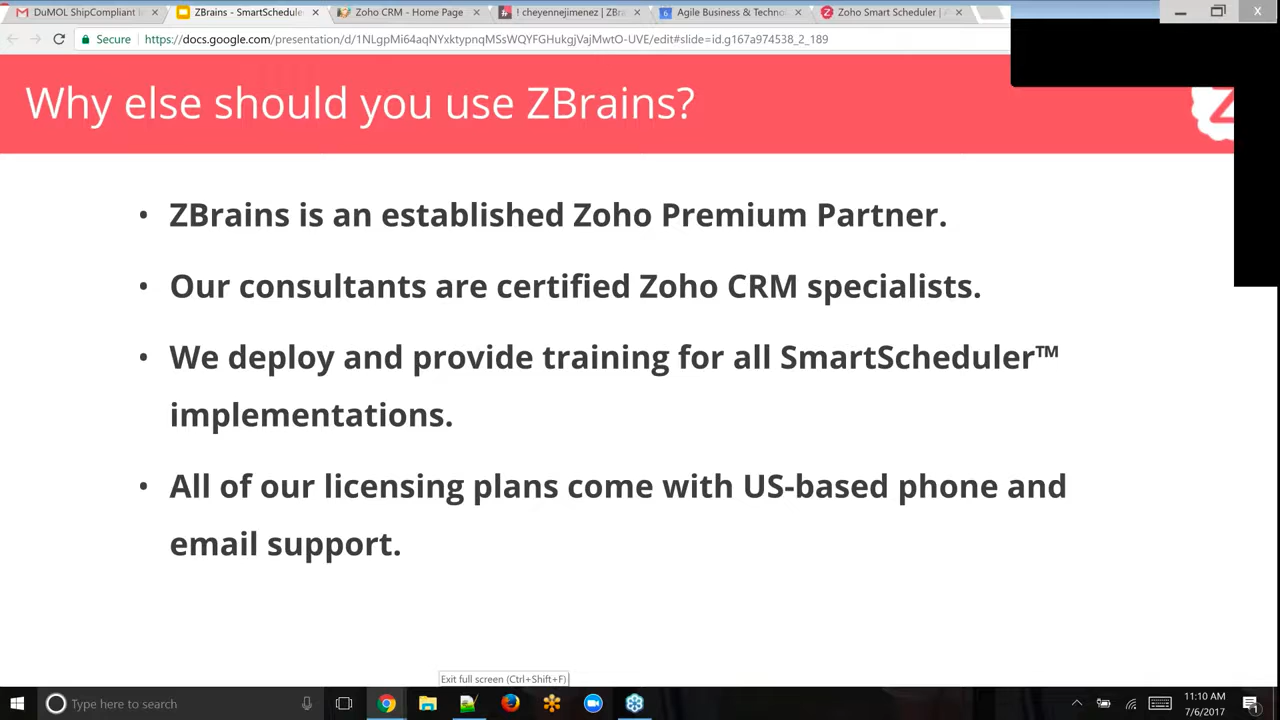 DuMOL ShipCompliant
ZBrains - SmartScheduler
Zoho CRM - Home Page
! cheyennejimenez | ZBra
Agile Business & Technol
Zoho Smart Scheduler |
Secure
https://docs.google.com/presentation/d/1NLgpMi64aqNYxktypnqMSsWQYFGHukgjVajMwtO-UVE/edit#slide=id.g167a974538_2_189
Why else should you use ZBrains?
• ZBrains is an established Zoho Premium Partner.
• Our consultants are certified Zoho CRM specialists.
• We deploy and provide training for all SmartScheduler™
implementations.
• All of our licensing plans come with US-based phone and
email support.
Exit full screen (Ctrl+Shift+F)
Type here to search
11:10 AM
7/6/2017